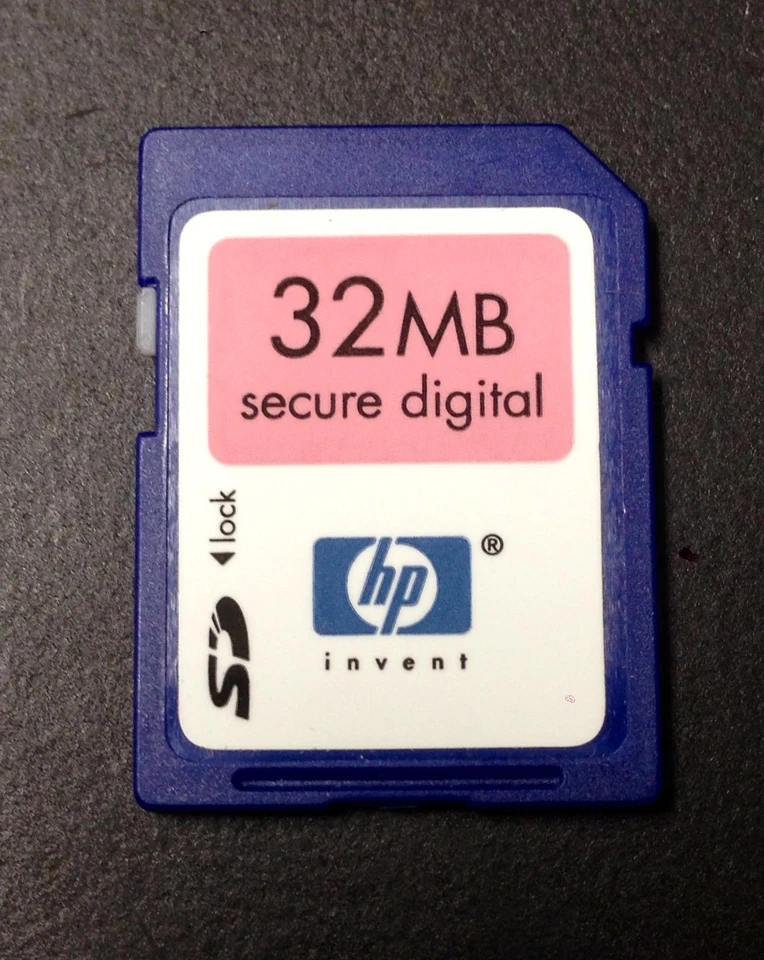 32MB
secure digital
◀lock
SD
hp®
invent